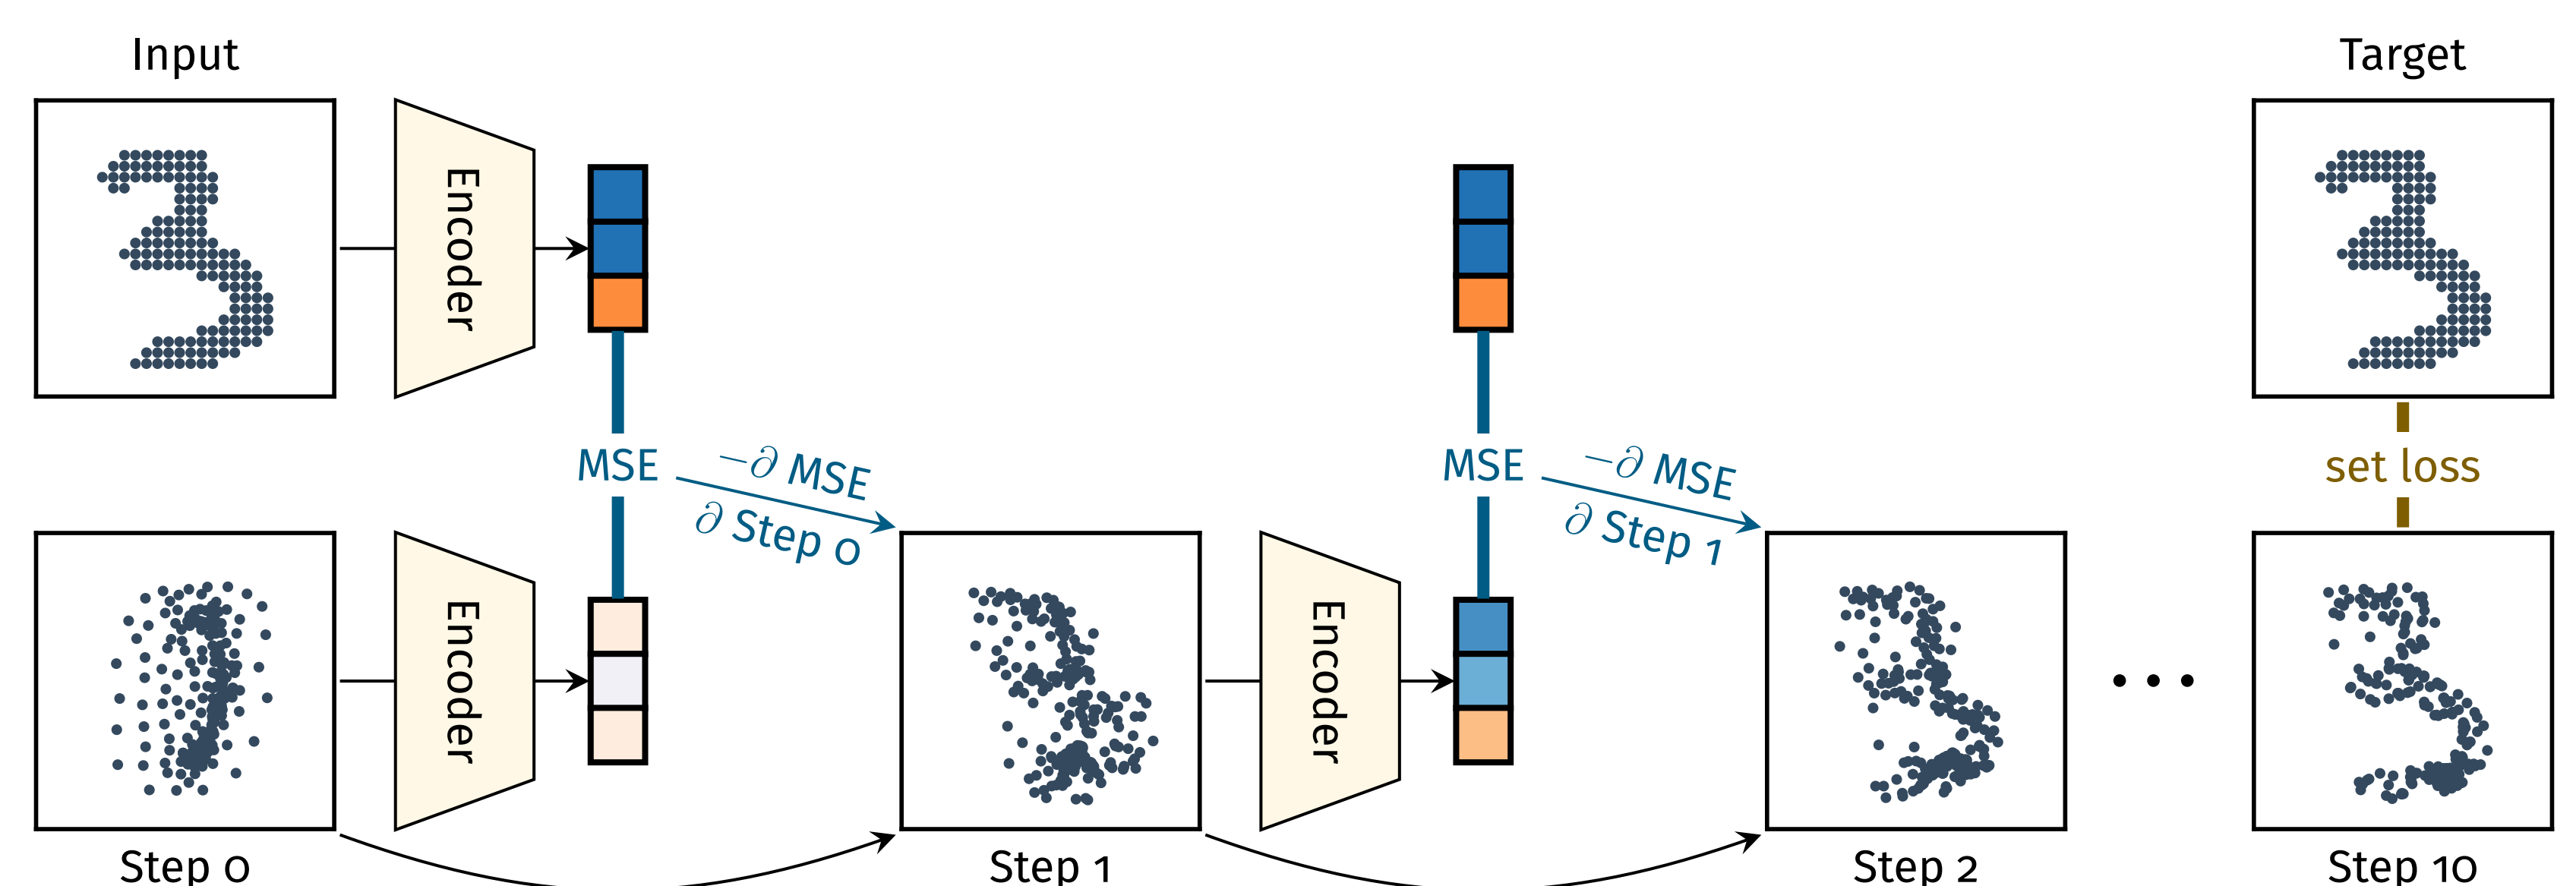 Input
Target
Encoder
MSE
−∂ MSE
∂ Step 0
MSE
−∂ MSE
∂ Step 1
set loss
Encoder
Encoder
Step 0
Step 1
Step 2
Step 10